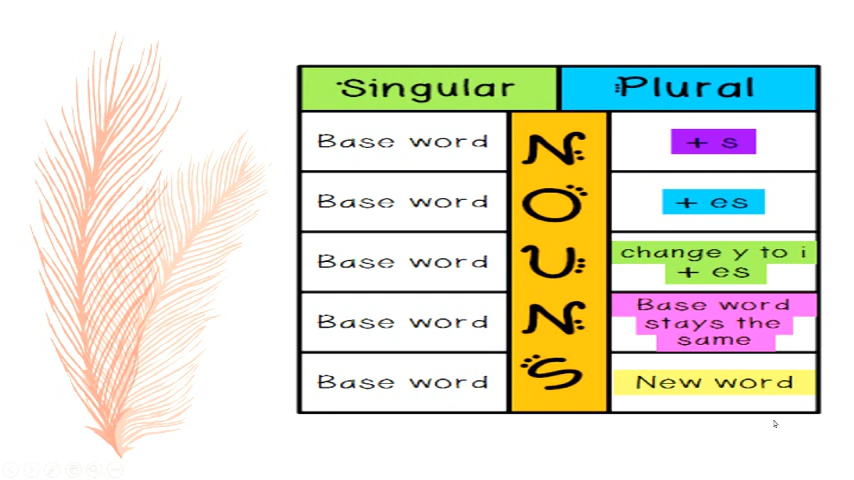 Singular Plural
Base word + s
Base word + es
Base word change y to i
+ es
Base word Base word
stays the
same
Base word New word
NOUNS